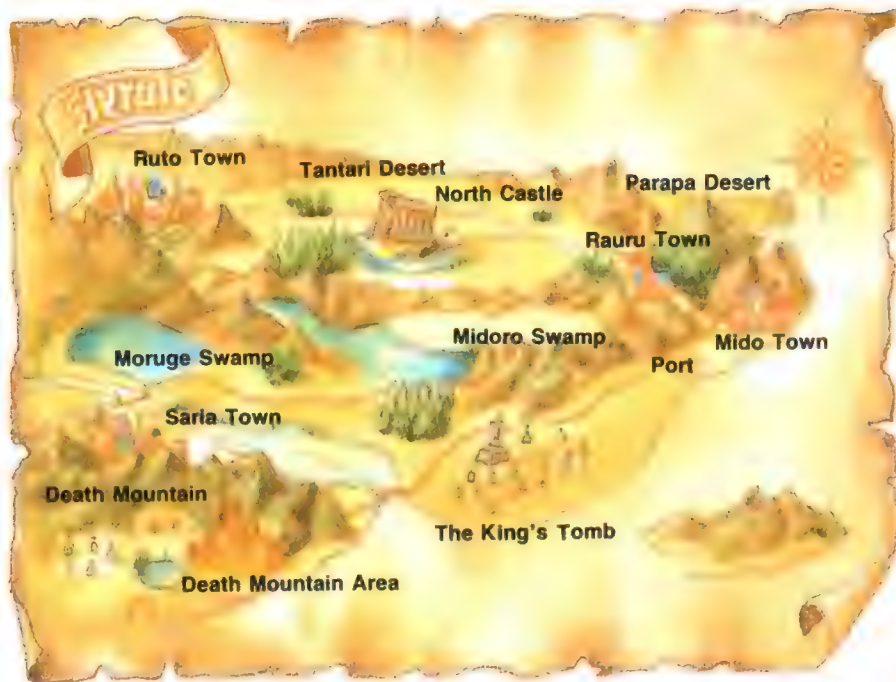 Hyrule
Ruto Town
Tantari Desert
North Castle
Parapa Desert
Rauru Town
Midoro Swamp
Mido Town
Moruge Swamp
Port
Saria Town
Death Mountain
The King's Tomb
Death Mountain Area